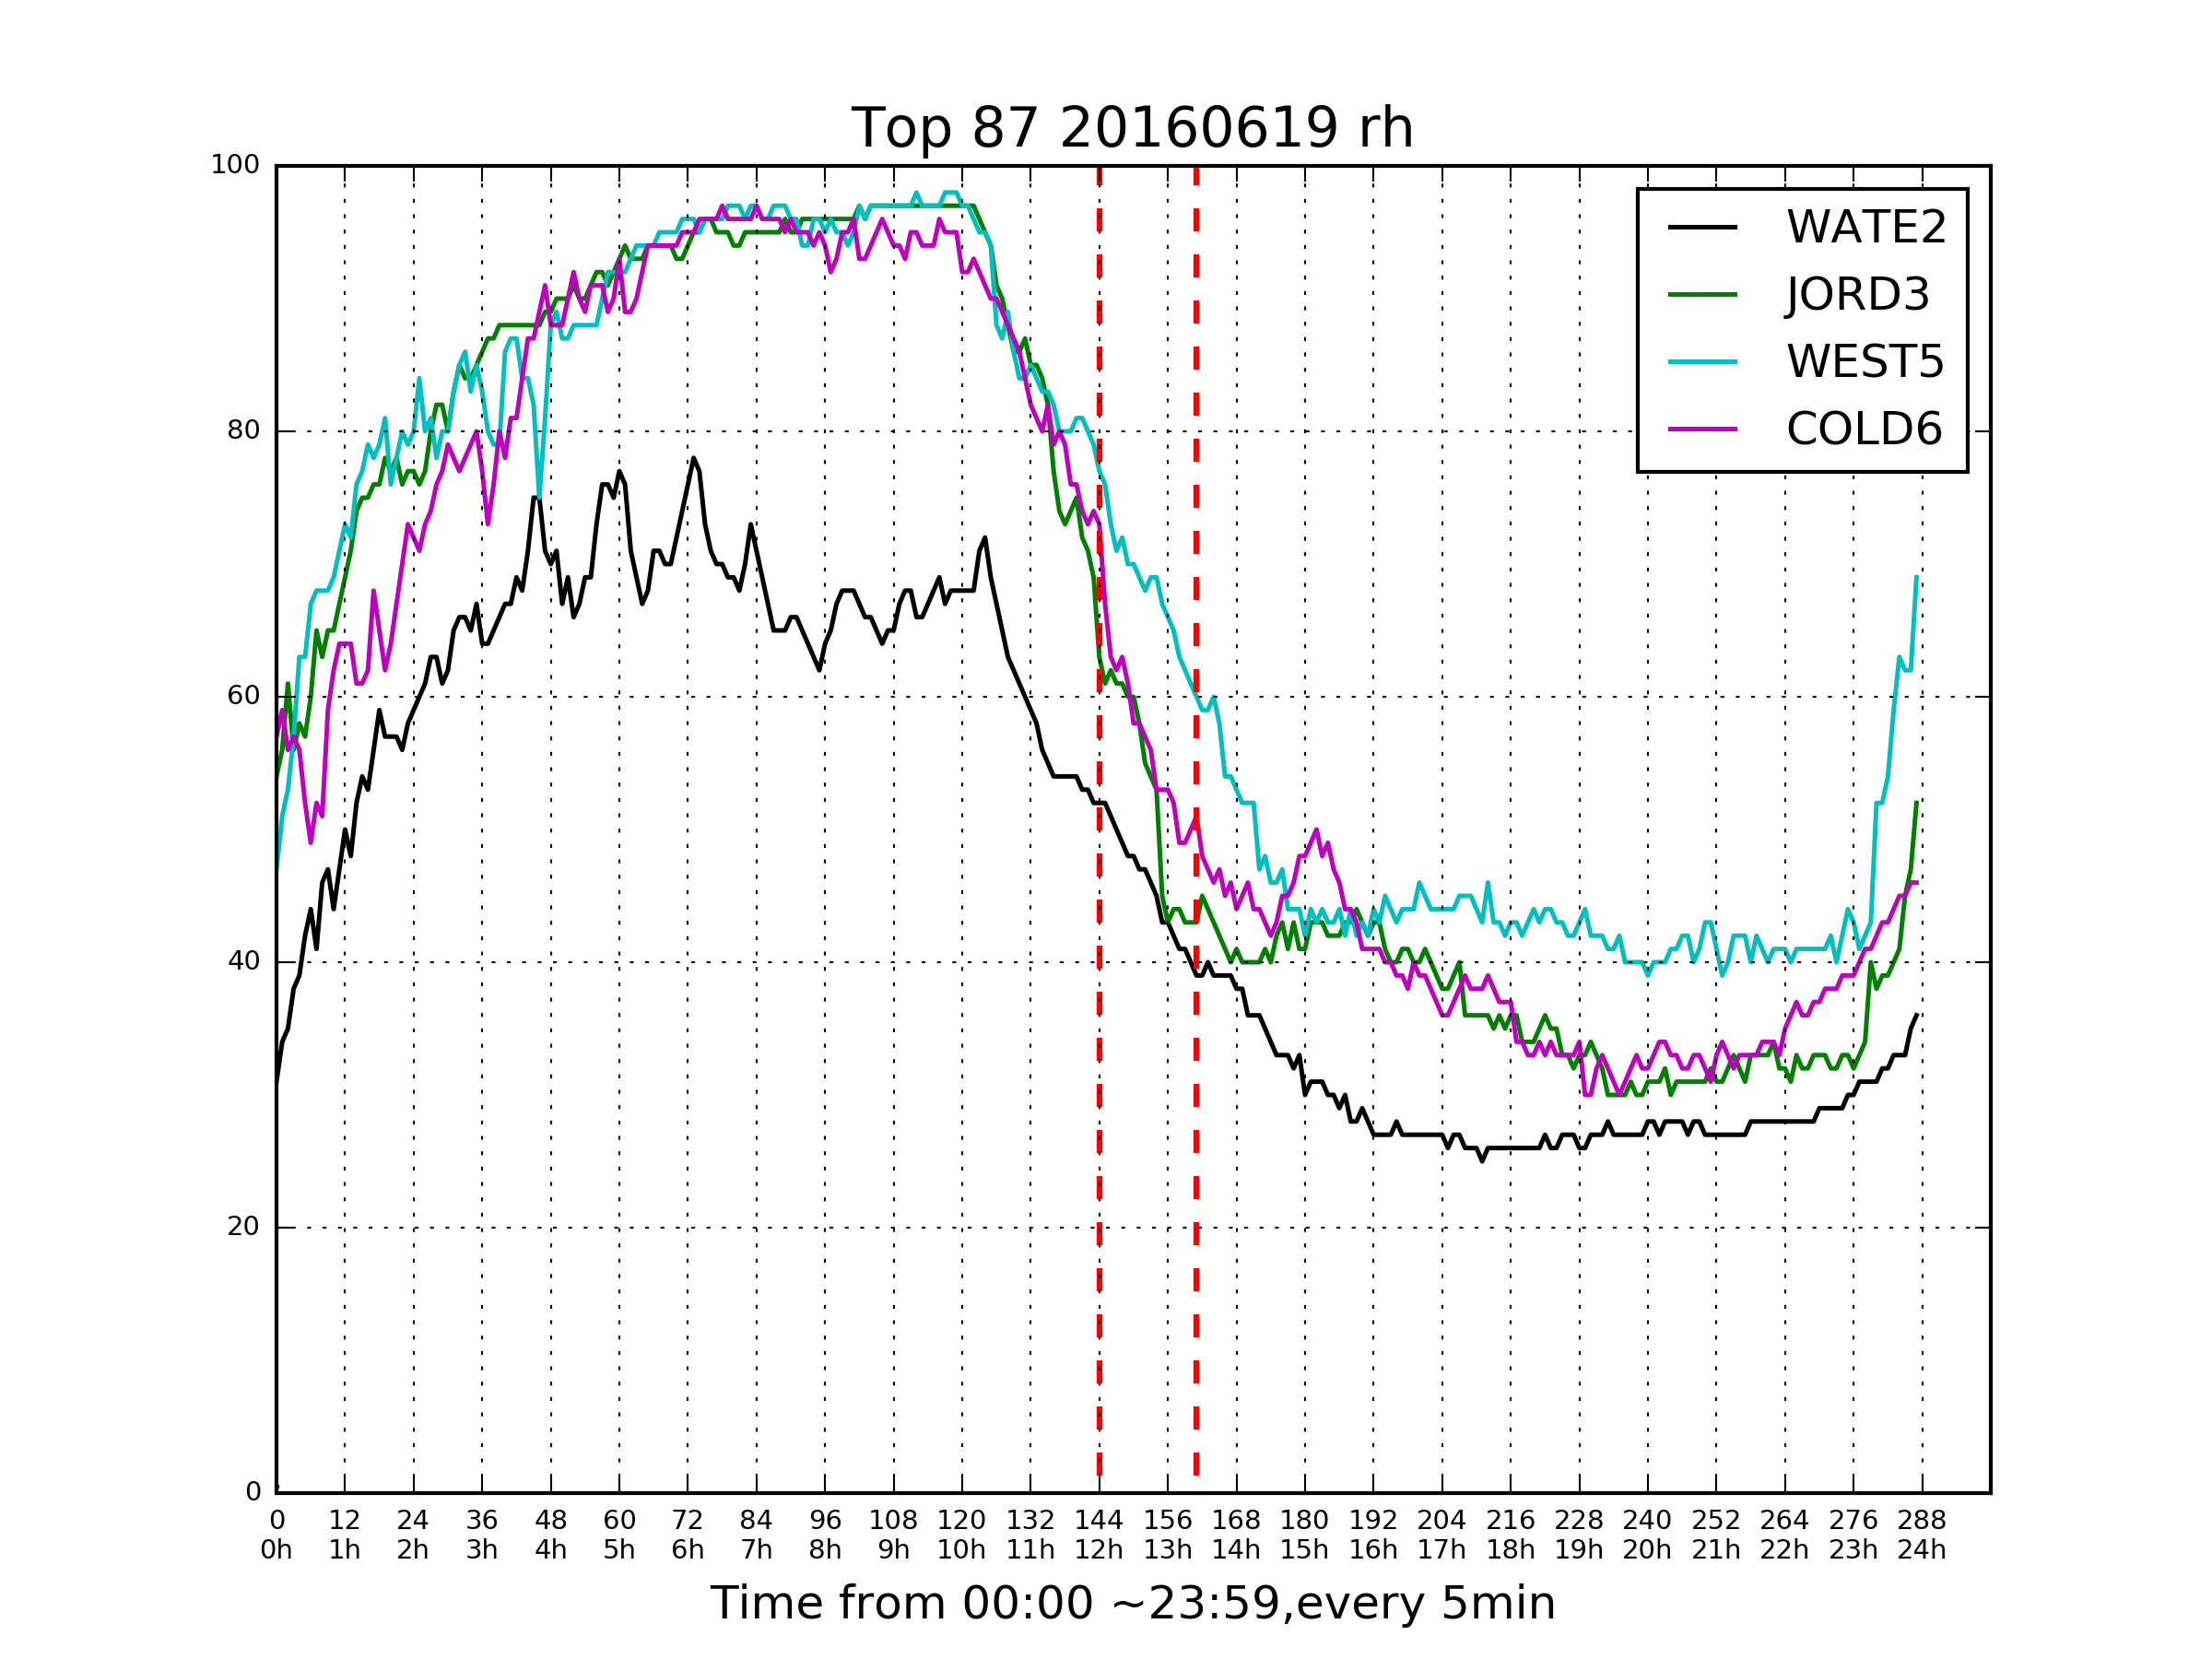 Top 87 20160619 rh
100
80
60
40
20
0
WATE2
JORD3
WEST5
COLD6
0 12 24 36 48 60 72 84 96 108 120 132 144 156 168 180 192 204 216 228 240 252 264 276 288
0h 1h 2h 3h 4h 5h 6h 7h 8h 9h 10h 11h 12h 13h 14h 15h 16h 17h 18h 19h 20h 21h 22h 23h 24h
Time from 00:00 ~23:59,every 5min